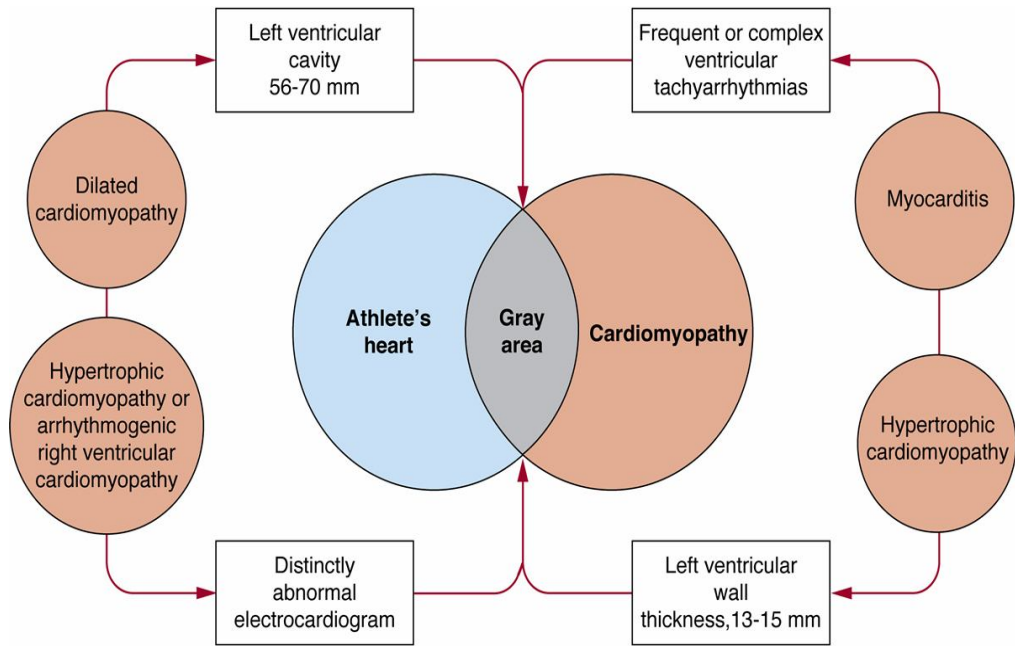 Left ventricular
cavity
56-70 mm
Frequent or complex
ventricular
tachyarrhythmias
Dilated
cardiomyopathy
Myocarditis
Athlete's
heart
Gray
area
Cardiomyopathy
Hypertrophic
cardiomyopathy or
arrhythmogenic
right ventricular
cardiomyopathy
Hypertrophic
cardiomyopathy
Distinctly
abnormal
electrocardiogram
Left ventricular
wall
thickness,13-15 mm